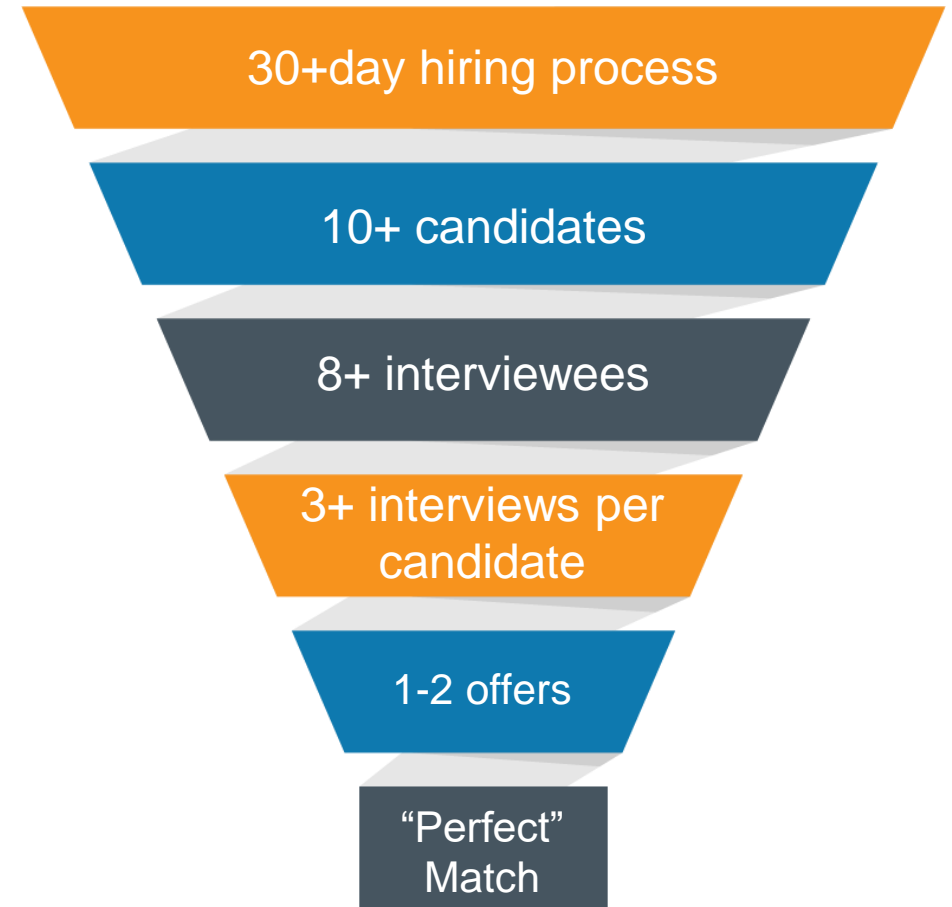 30+day hiring process
10+ candidates
8+ interviewees
3+ interviews per
candidate
1-2 offers
“Perfect”
Match